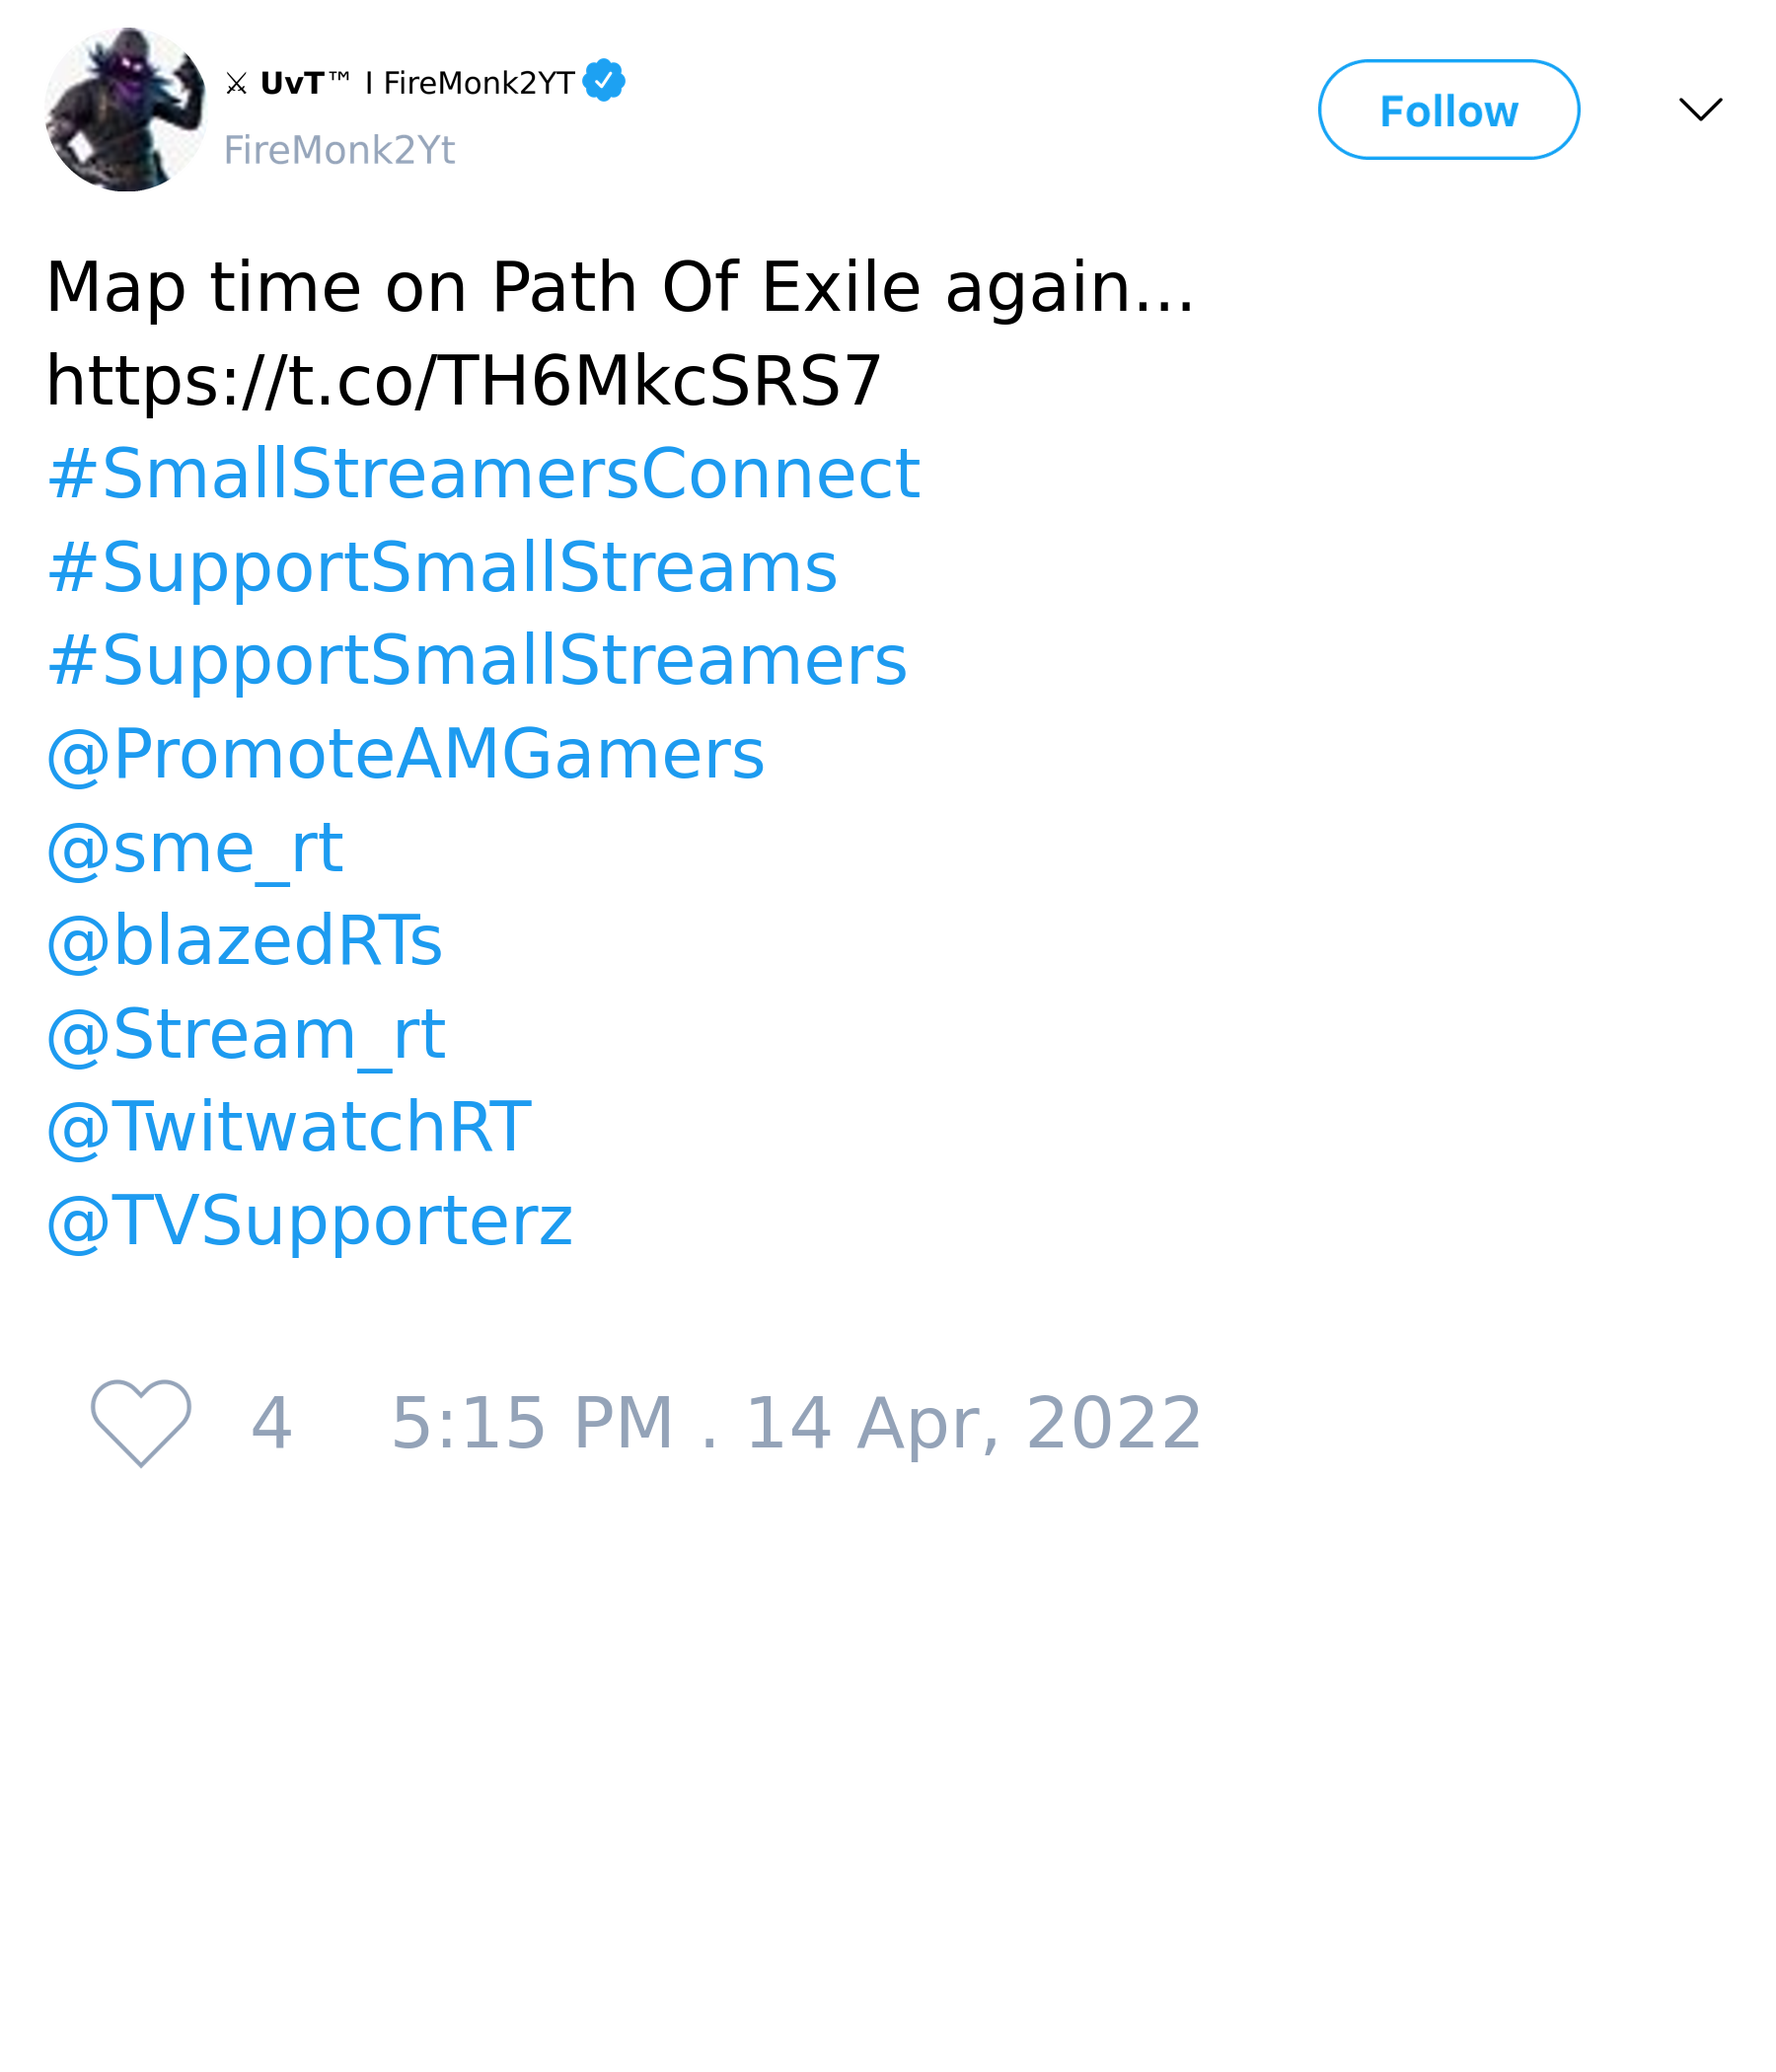 ⚔ UvT™ I FireMonk2YT
FireMonk2Yt
Follow
Map time on Path Of Exile again...
https://t.co/TH6MkcSRS7
#SmallStreamersConnect
#SupportSmallStreams
#SupportSmallStreamers
@PromoteAMGamers
@sme_rt
@blazedRTs
@Stream_rt
@TwitwatchRT
@TVSupporterz
4 5:15 PM . 14 Apr, 2022